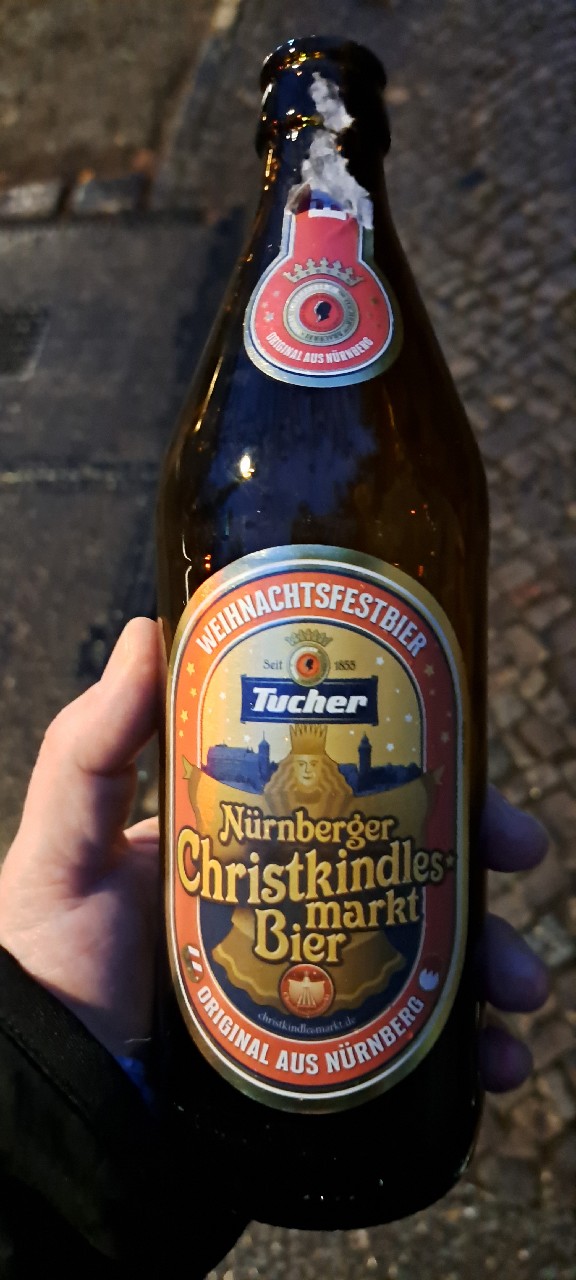 ORIGINAL AUS NÜRNBERG
WEIHNACHTSFESTBIER
Seit 1855
Tucher
Nürnberger
Christkindles-
markt
Bier
christkindlesmarkt.de
ORIGINAL AUS NÜRNBERG